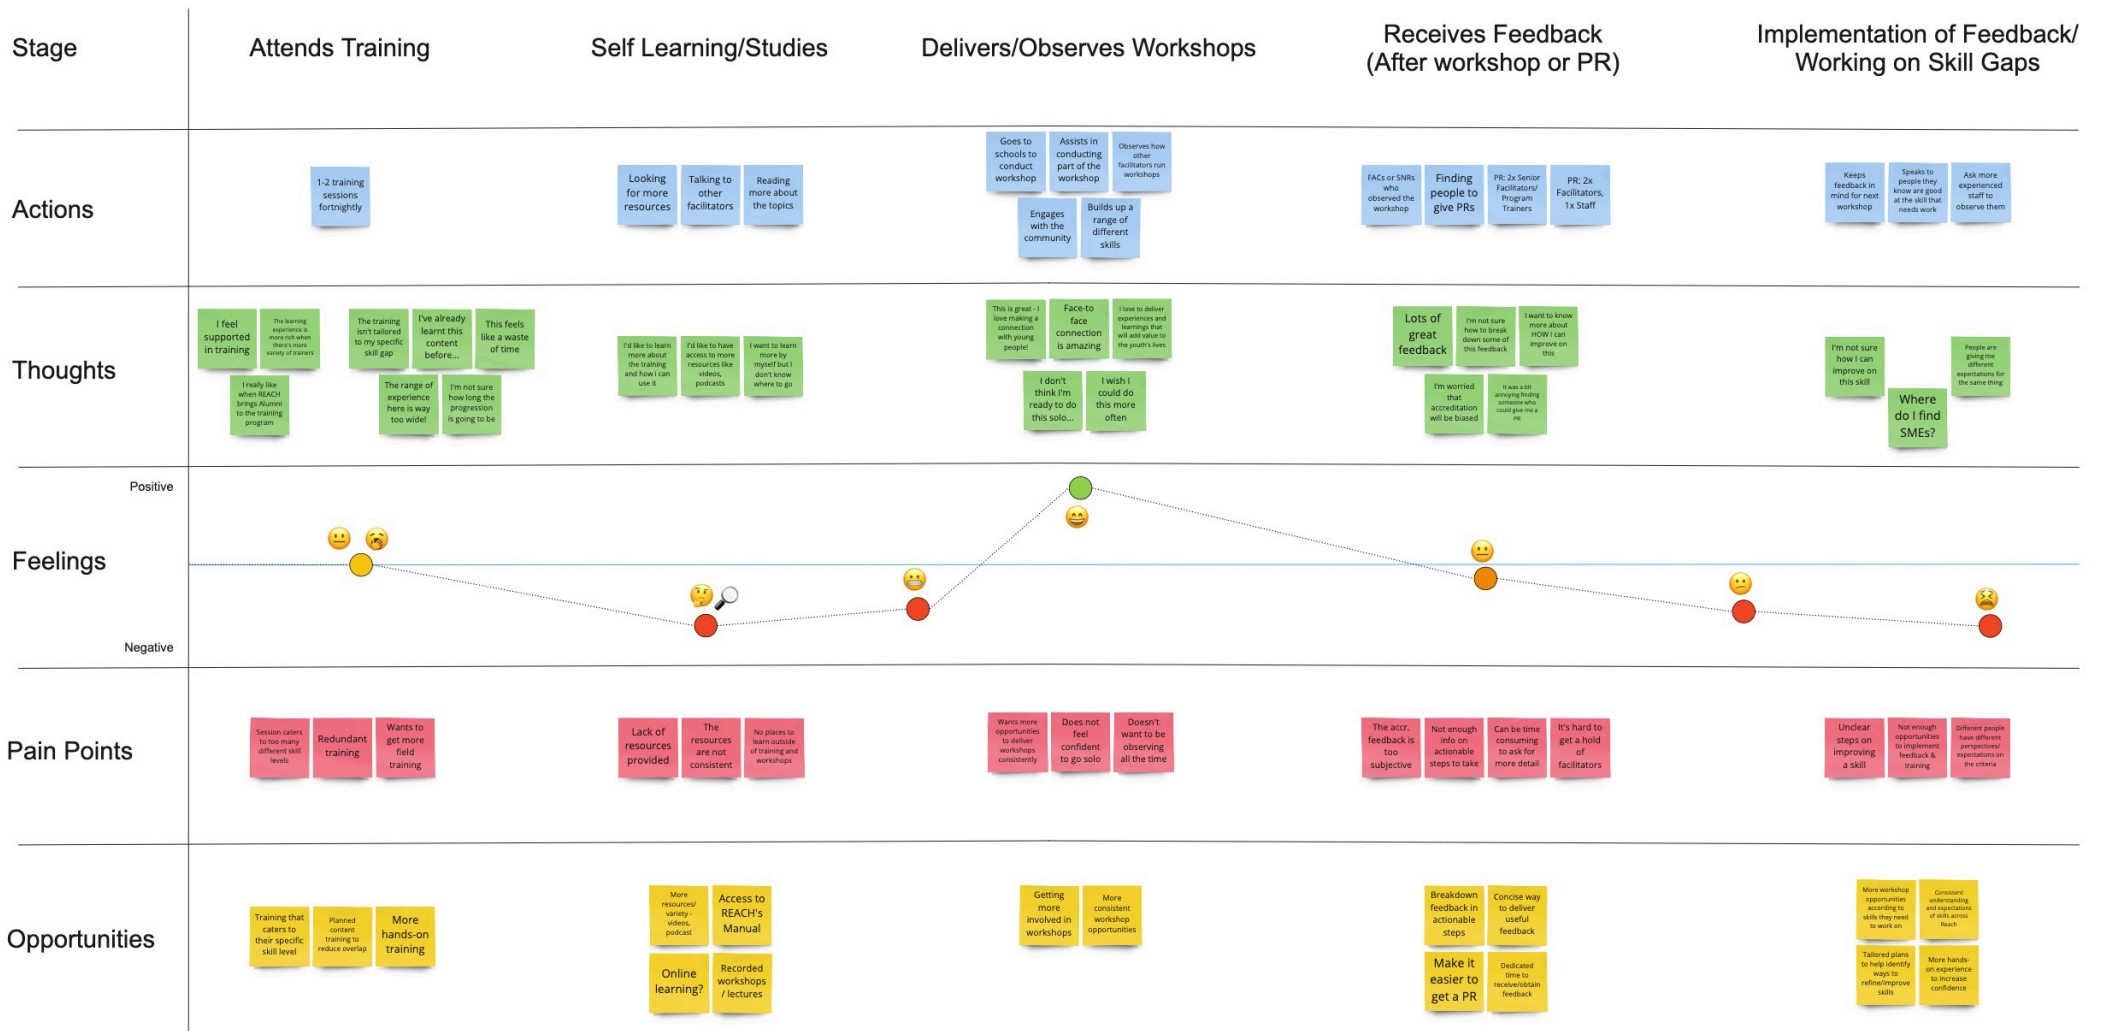 Stage
Attends Training
Self Learning/Studies
Delivers/Observes Workshops
Receives Feedback
(After workshop or PR)
Implementation of Feedback/
Working on Skill Gaps
Actions
1-2 training
sessions
fortnightly
Looking
for more
resources
Talking to
other
facilitators
Reading
more about
the topics
Goes to
schools to
conduct
workshop
Assists in
conducting
part of the
workshop
Observes how
other
facilitators run
workshops
Engages
with the
community
Builds up a
range of
different
skills
FACs or SNRs
who
observed the
workshop
Finding
people to
give PRs
PR: 2x Senior
Facilitators/
Program
Trainers
PR: 2x
Facilitators,
1x Staff
Keeps
feedback in
mind for next
workshop
Speaks to
people they
know are good
at the skill that
needs work
Ask more
experienced
staff to
observe them
Thoughts
I feel
supported
in training
The learning
experience is
more rich when
there's more
variety of trainers
I really like
when REACH
brings Alumni
to the training
program
The training
isn't tailored
to my specific
skill gap
I've already
learnt this
content
before...
This feels
like a waste
of time
The range of
experience
here is way
too wide!
I'm not sure
how long the
progression
is going to be
I'd like to learn
more about
the training
and how I can
use it
I'd like to have
access to more
resources like
videos,
podcasts
I want to learn
more by
myself but I
don't know
where to go
This is great - I
love making a
connection
with young
people!
Face-to
face
connection
is amazing
I love to deliver
experiences and
learnings that
will add value to
the youth's lives
I don't
think I'm
ready to do
this solo...
I wish I
could do
this more
often
Lots of
great
feedback
I'm not sure
how to break
down some of
this feedback
I want to know
more about
HOW I can
improve on
this
I'm worried
that
accreditation
will be biased
It was a bit
annoying finding
someone who
could give me a
PR
I'm not sure
how I can
improve on
this skill
People are
giving me
different
expectations for
the same thing
Where
do I find
SMEs?
Positive
Feelings
Negative
Pain Points
Session caters
to too many
different skill
levels
Redundant
training
Wants to
get more
field
training
Lack of
resources
provided
The
resources
are not
consistent
No places to
learn outside
of training and
workshops
Wants more
opportunities
to deliver
workshops
consistently
Does not
feel
confident
to go solo
Doesn't
want to be
observing
all the time
The accr.
feedback is
too
subjective
Not enough
info on
actionable
steps to take
Can be time
consuming
to ask for
more detail
It's hard to
get a hold
of
facilitators
Unclear
steps on
improving
a skill
Not enough
opportunities
to implement
feedback &
training
Different people
have different
perspectives/
expectations on
the criteria
Opportunities
Training that
caters to
their specific
skill level
Planned
content
training to
reduce overlap
More
hands-on
training
More
resources/
variety -
videos,
podcast
Access to
REACH's
Manual
Online
learning?
Recorded
workshops
/ lectures
Getting
more
involved in
workshops
More
consistent
workshop
opportunities
Breakdown
feedback in
actionable
steps
Concise way
to deliver
useful
feedback
Make it
easier to
get a PR
Dedicated
time to
receive/obtain
feedback
More workshop
opportunities
according to
skills they need
to work on
Consistent
understanding
and expectations
of skills across
Reach
Tailored plans
to help identify
ways to
refine/improve
skills
More hands-
on experience
to increase
confidence